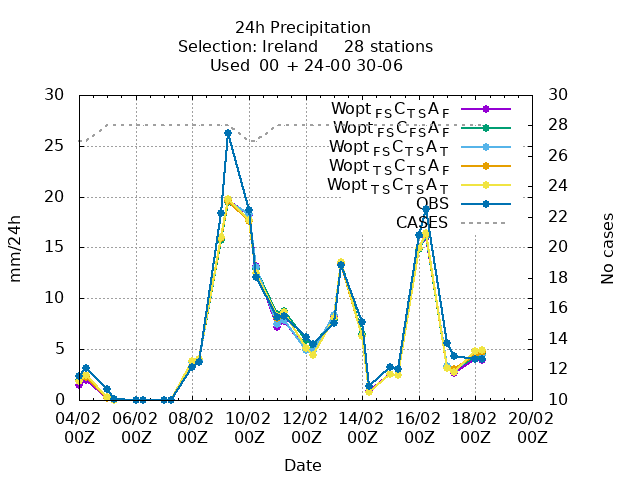 24h Precipitation
Selection: Ireland 28 stations
Used 00 + 24-00 30-06
30 30
25 28
20 26
15 24
10 22
5 20
0 18
16
14
12
10
Wopt FS C TS A F
Wopt FS C FS A F
Wopt FS C TS A T
Wopt TS C TS A F
Wopt TS C TS A T
OBS
CASES
mm/24h
No cases
04/02 06/02 08/02 10/02 12/02 14/02 16/02 18/02 20/02
00Z 00Z 00Z 00Z 00Z 00Z 00Z 00Z 00Z
Date